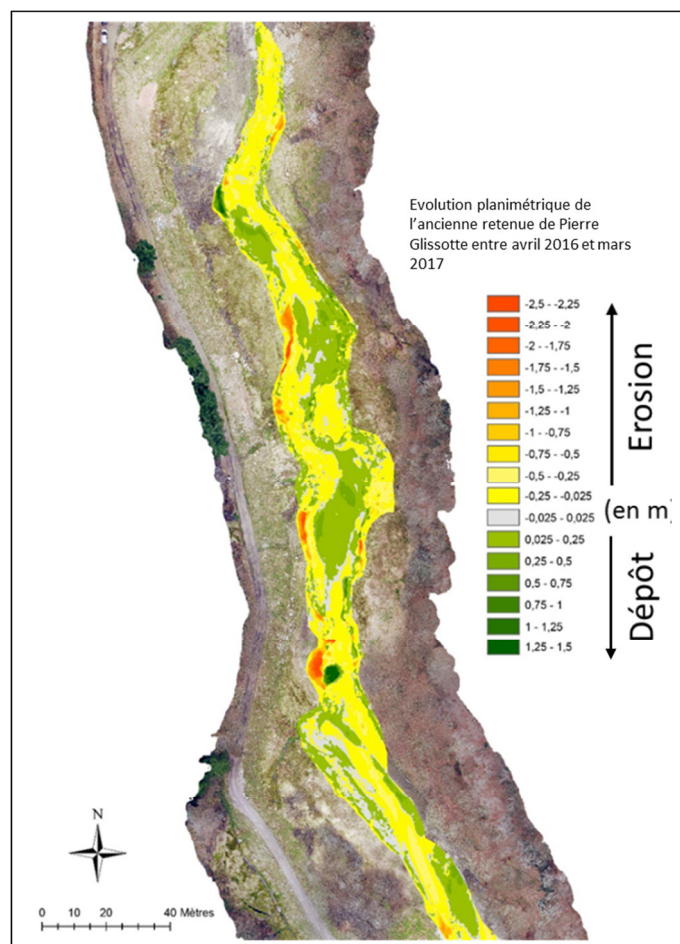 Evolution planimétrique de
l'ancienne retenue de Pierre
Glissotte entre avril 2016 et mars
2017
-2,5 - -2,25
-2,25 - -2
-2 - -1,75
-1,75 - -1,5
-1,5 - -1,25
-1,25 - -1
-1 - -0,75
-0,75 - -0,5
-0,5 - -0,25
-0,25 - -0,025
-0,025 - 0,025
0,025 - 0,25
0,25 - 0,5
0,5 - 0,75
0,75 - 1
1 - 1,25
1,25 - 1,5
Erosion
(en m)
Dépôt
N
0 10 20 40 Mètres